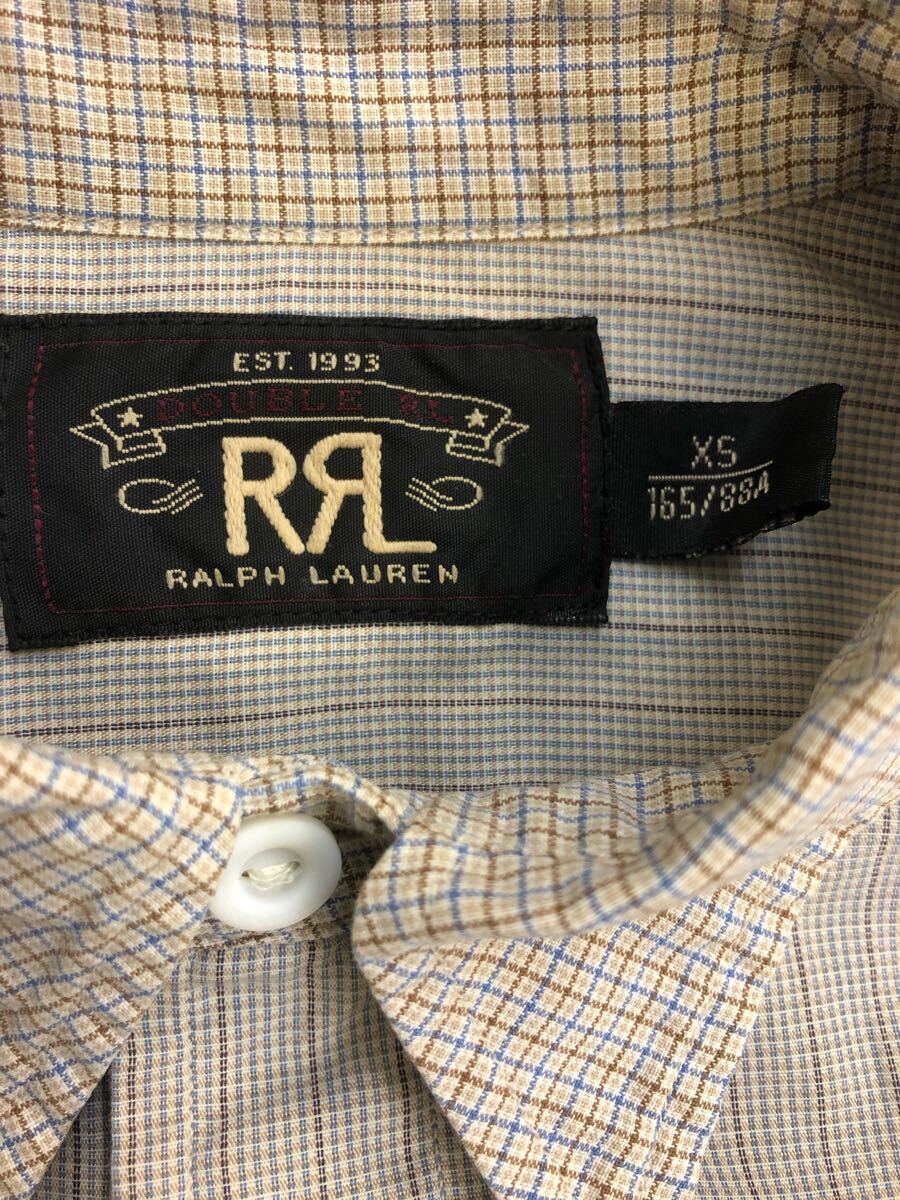 EST. 1993
DOUBLE RL
RRL
RALPH LAUREN
XS
165/88A